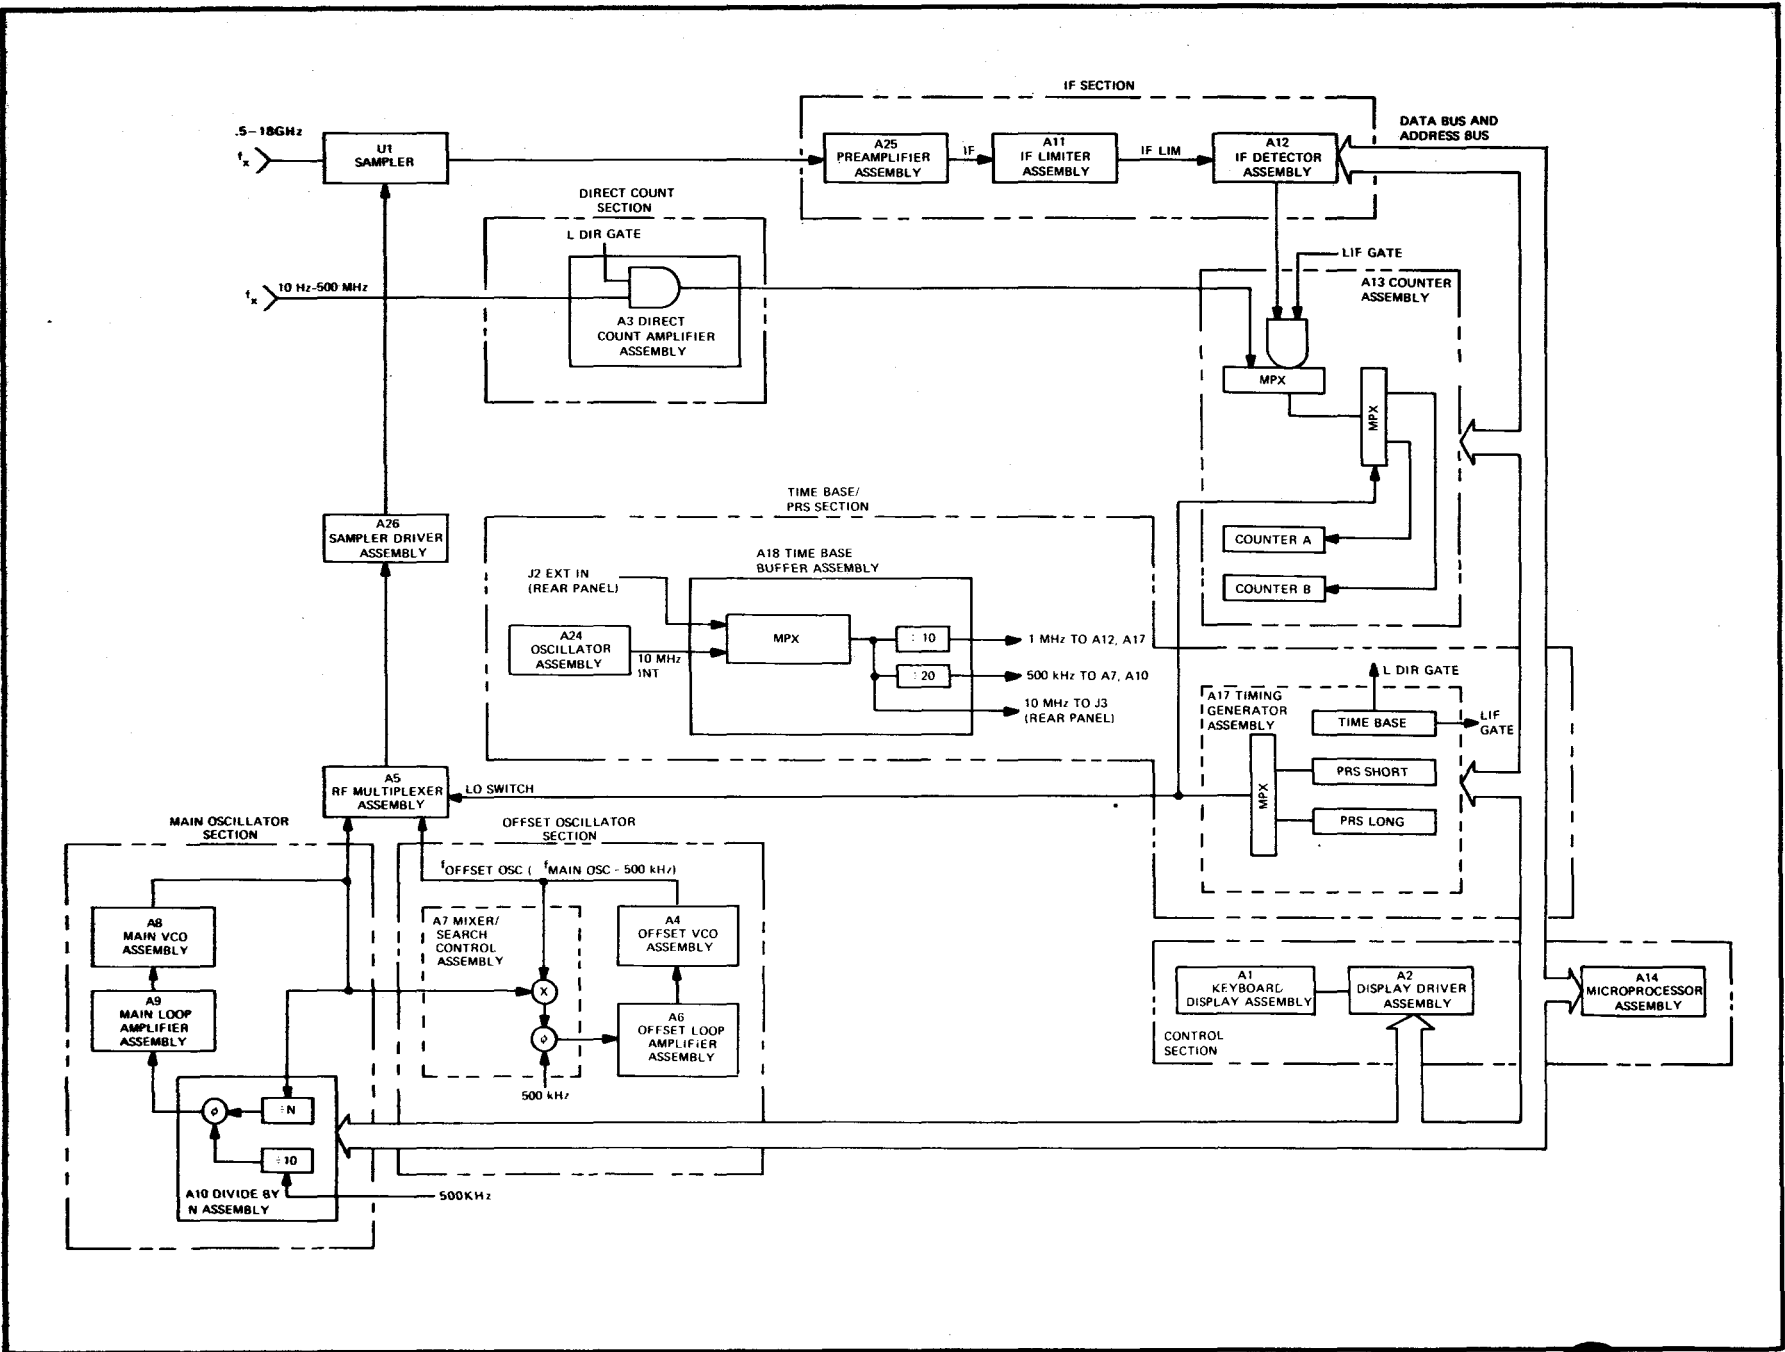 IF SECTION
.5-18GHz
fx
U1
SAMPLER
A25
PREAMPLIFIER
ASSEMBLY
IF
A11
IF LIMITER
ASSEMBLY
IF LIM
A12
IF DETECTOR
ASSEMBLY
DATA BUS AND
ADDRESS BUS
DIRECT COUNT
SECTION
L DIR GATE
fx
10 Hz-500 MHz
A3 DIRECT
COUNT AMPLIFIER
ASSEMBLY
LIF GATE
A13 COUNTER
ASSEMBLY
MPX
MPX
COUNTER A
COUNTER B
A26
SAMPLER DRIVER
ASSEMBLY
TIME BASE/
PRS SECTION
A18 TIME BASE
BUFFER ASSEMBLY
J2 EXT IN
(REAR PANEL)
A24
OSCILLATOR
ASSEMBLY
10 MHz
INT
MPX
÷ 10
1 MHz TO A12, A17
÷20
500 kHz TO A7, A10
10 MHz TO J3
(REAR PANEL)
L DIR GATE
A17 TIMING
GENERATOR
ASSEMBLY
TIME BASE
LIF
GATE
MPX
PRS SHORT
PRS LONG
A5
RF MULTIPLEXER
ASSEMBLY
LO SWITCH
MAIN OSCILLATOR
SECTION
OFFSET OSCILLATOR
SECTION
fOFFSET OSC ( fMAIN OSC - 500 kHz)
A8
MAIN VCO
ASSEMBLY
A7 MIXER/
SEARCH
CONTROL
ASSEMBLY
A4
OFFSET VCO
ASSEMBLY
X
ϕ
A9
MAIN LOOP
AMPLIFIER
ASSEMBLY
A6
OFFSET LOOP
AMPLIFIER
ASSEMBLY
500 kHz
ϕ
÷N
÷10
A10 DIVIDE BY
N ASSEMBLY
500KHz
A1
KEYBOARD
DISPLAY ASSEMBLY
A2
DISPLAY DRIVER
ASSEMBLY
A14
MICROPROCESSOR
ASSEMBLY
CONTROL
SECTION